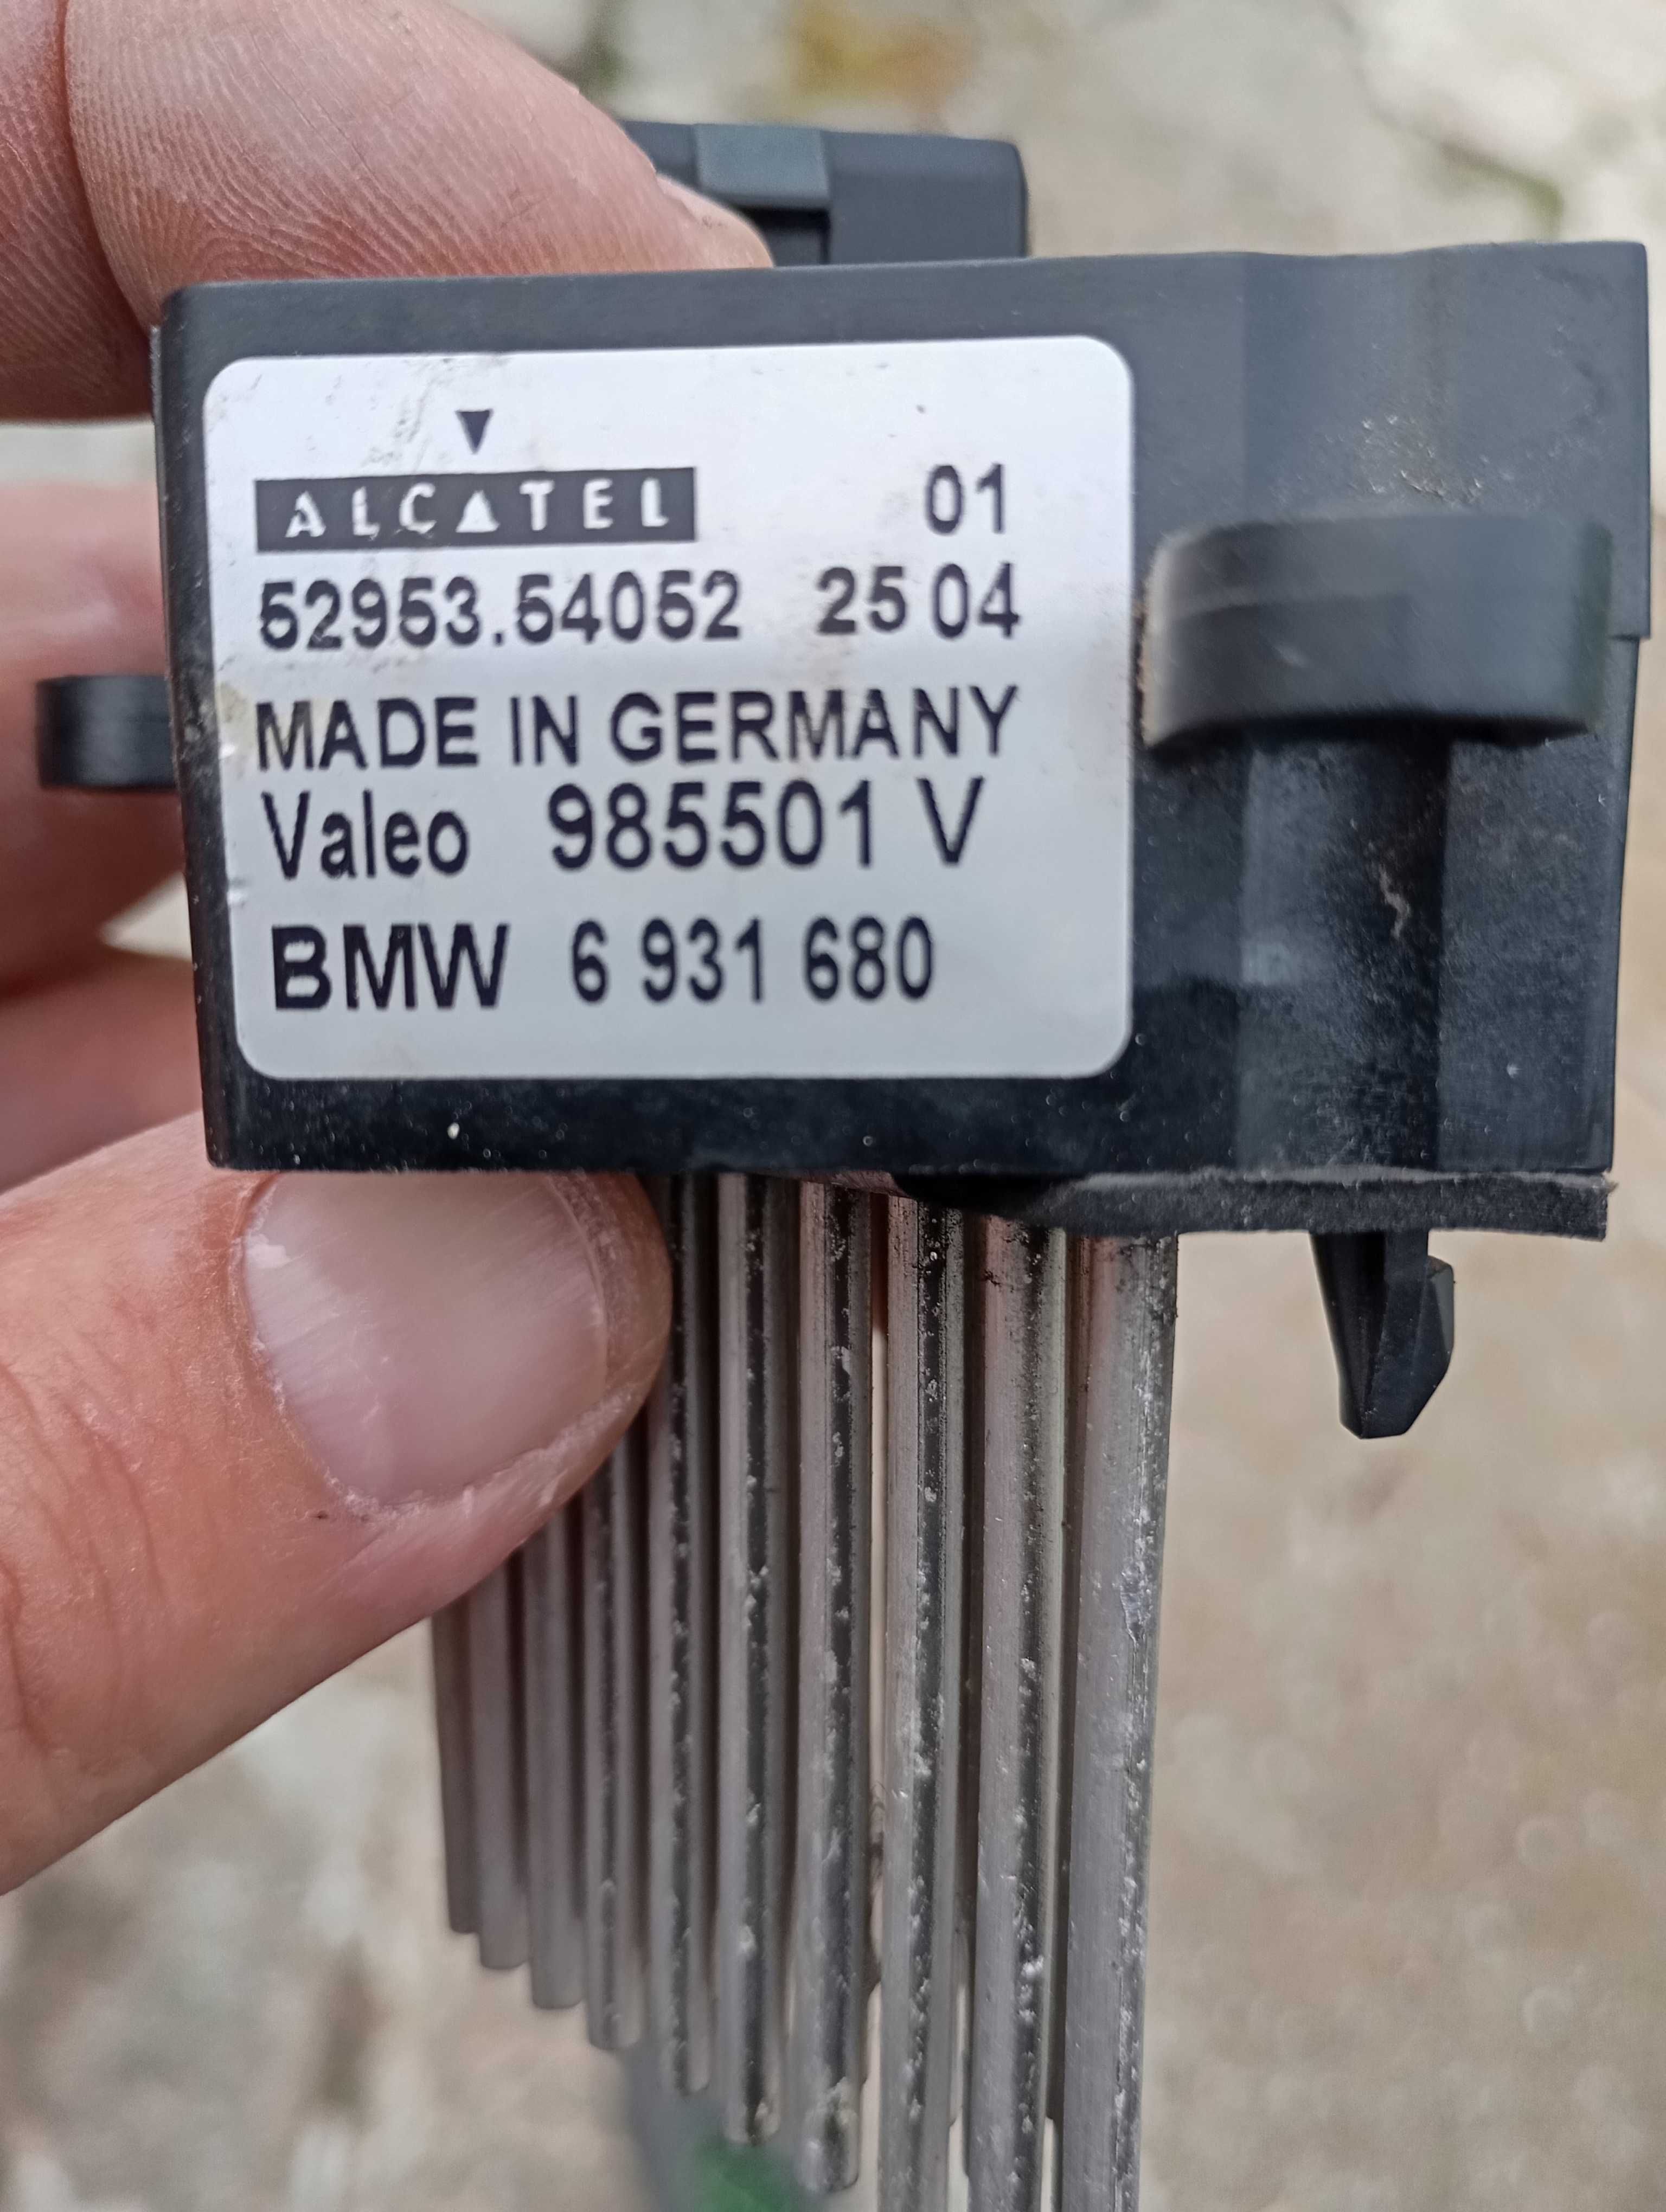 ALCATEL 01
52953.54052 25 04
MADE IN GERMANY
Valeo 985501 V
BMW 6 931 680